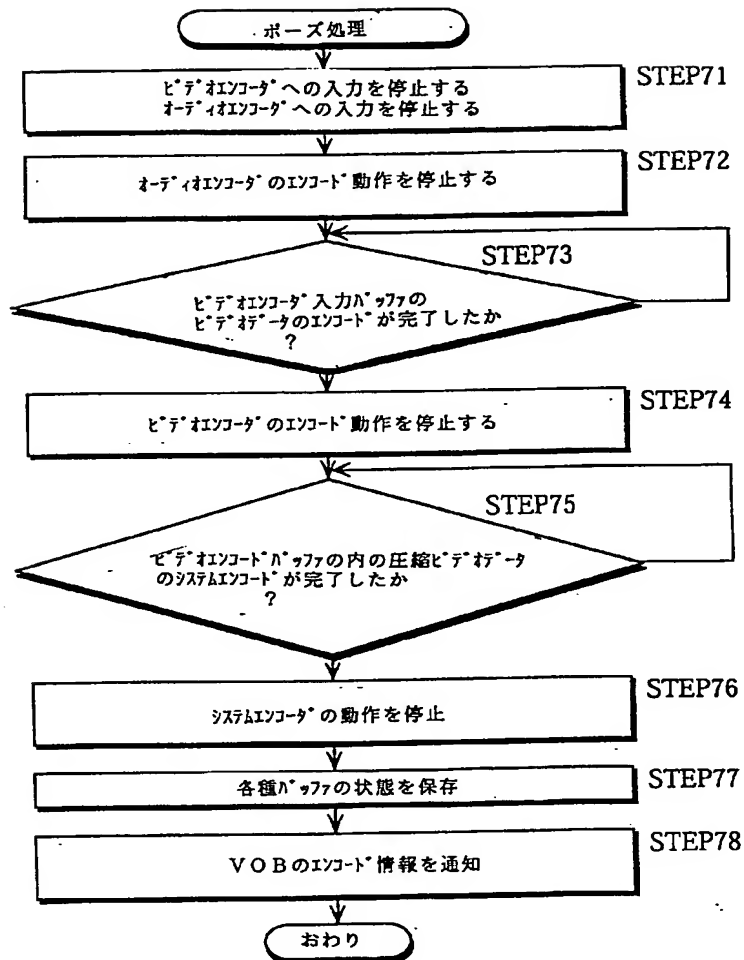 ポーズ処理
ビデオエンコーダへの入力を停止する
オーディオエンコーダへの入力を停止する
STEP71
オーディオエンコーダのエンコード動作を停止する
STEP72
STEP73
ビデオエンコーダ入力バッファの
ビデオデータのエンコードが完了したか
?
ビデオエンコーダのエンコード動作を停止する
STEP74
STEP75
ビデオエンコードバッファの内の圧縮ビデオデータ
のシステムエンコードが完了したか
?
システムエンコーダの動作を停止
STEP76
各種バッファの状態を保存
STEP77
VOBのエンコード情報を通知
STEP78
おわり